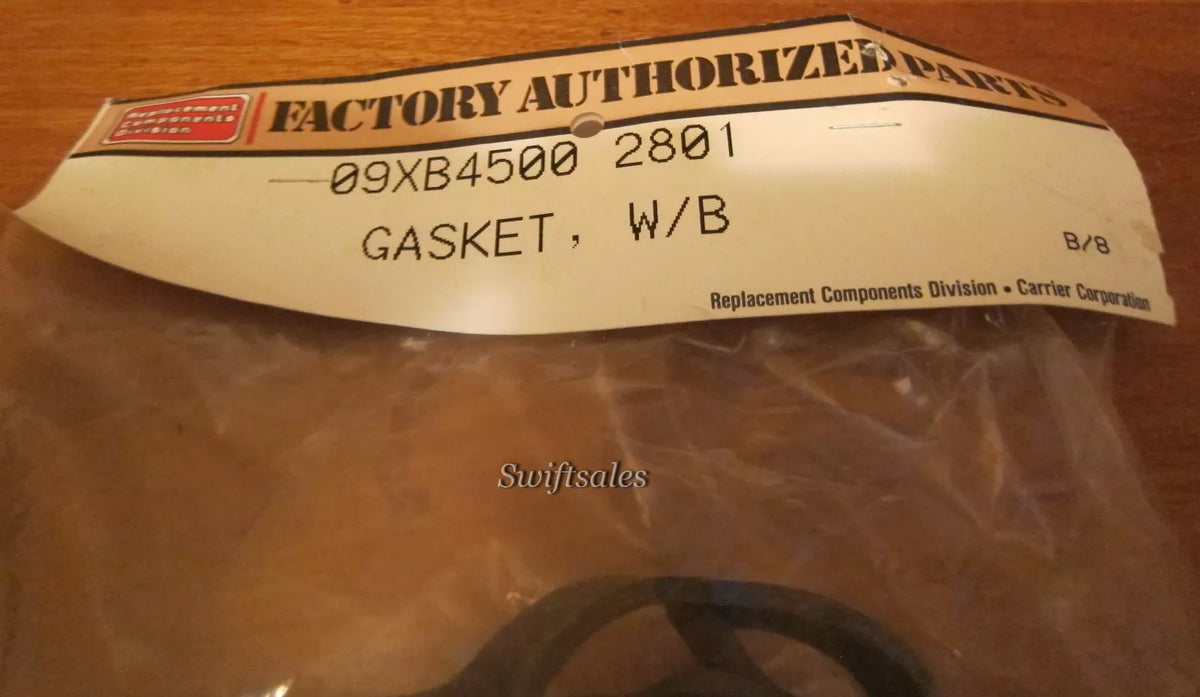 Replacement
Components
Division
FACTORY AUTHORIZED PARTS
09XB4500 2801
GASKET, W/B
B/8
Replacement Components Division • Carrier Corporation
Swiftsales